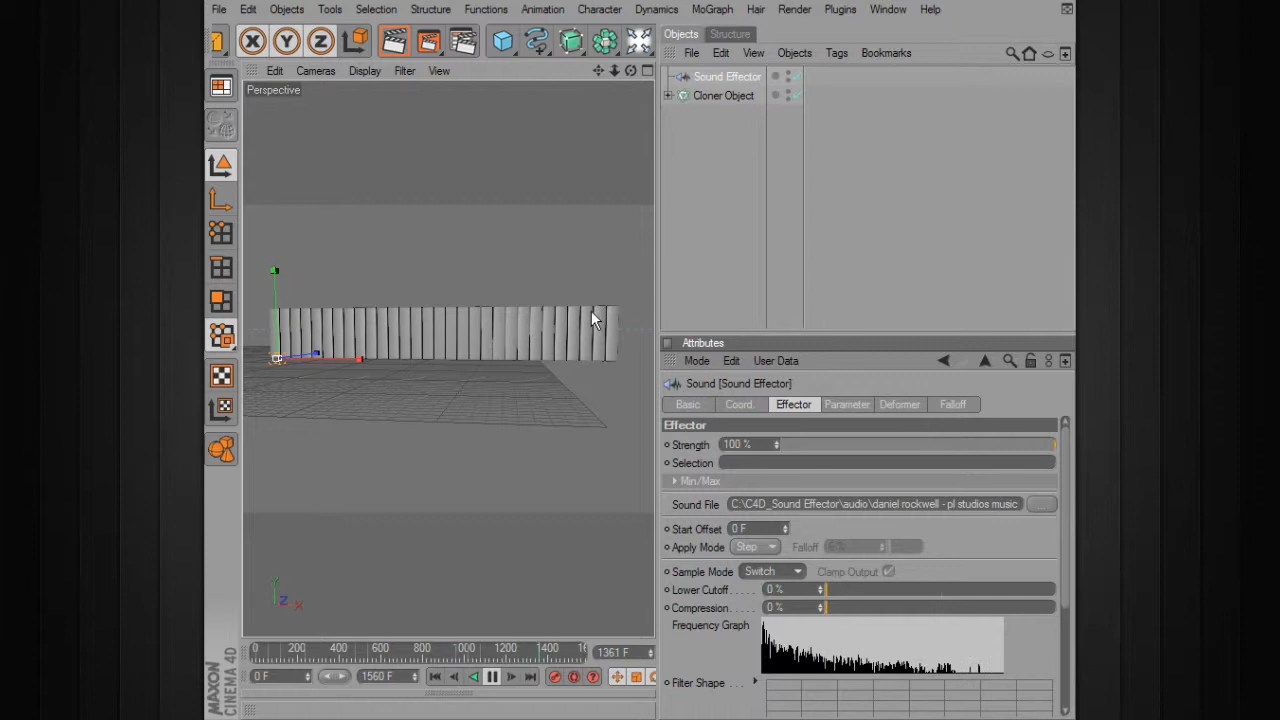 File Edit Objects Tools Selection Structure Functions Animation Character Dynamics MoGraph Hair Render Plugins Window Help
X Y Z
Objects Structure
File Edit View Objects Tags Bookmarks
Edit Cameras Display Filter View
Sound Effector
Perspective
Cloner Object
Attributes
Mode Edit User Data
Sound [Sound Effector]
Basic Coord. Effector Parameter Deformer Falloff
Effector
Strength 100 %
Selection
Min/Max
Sound File C:\C4D_Sound Effector\audio\daniel rockwell - pl studios music
Start Offset 0 F
Apply Mode Step Falloff
Sample Mode Switch Clamp Output
Lower Cutoff 0 %
Compression 0 %
Frequency Graph
Filter Shape
Y
Z X
0 200 400 600 800 1000 1200 1400 16
1361 F
0 F 1560 F
MAXON
CINEMA 4D